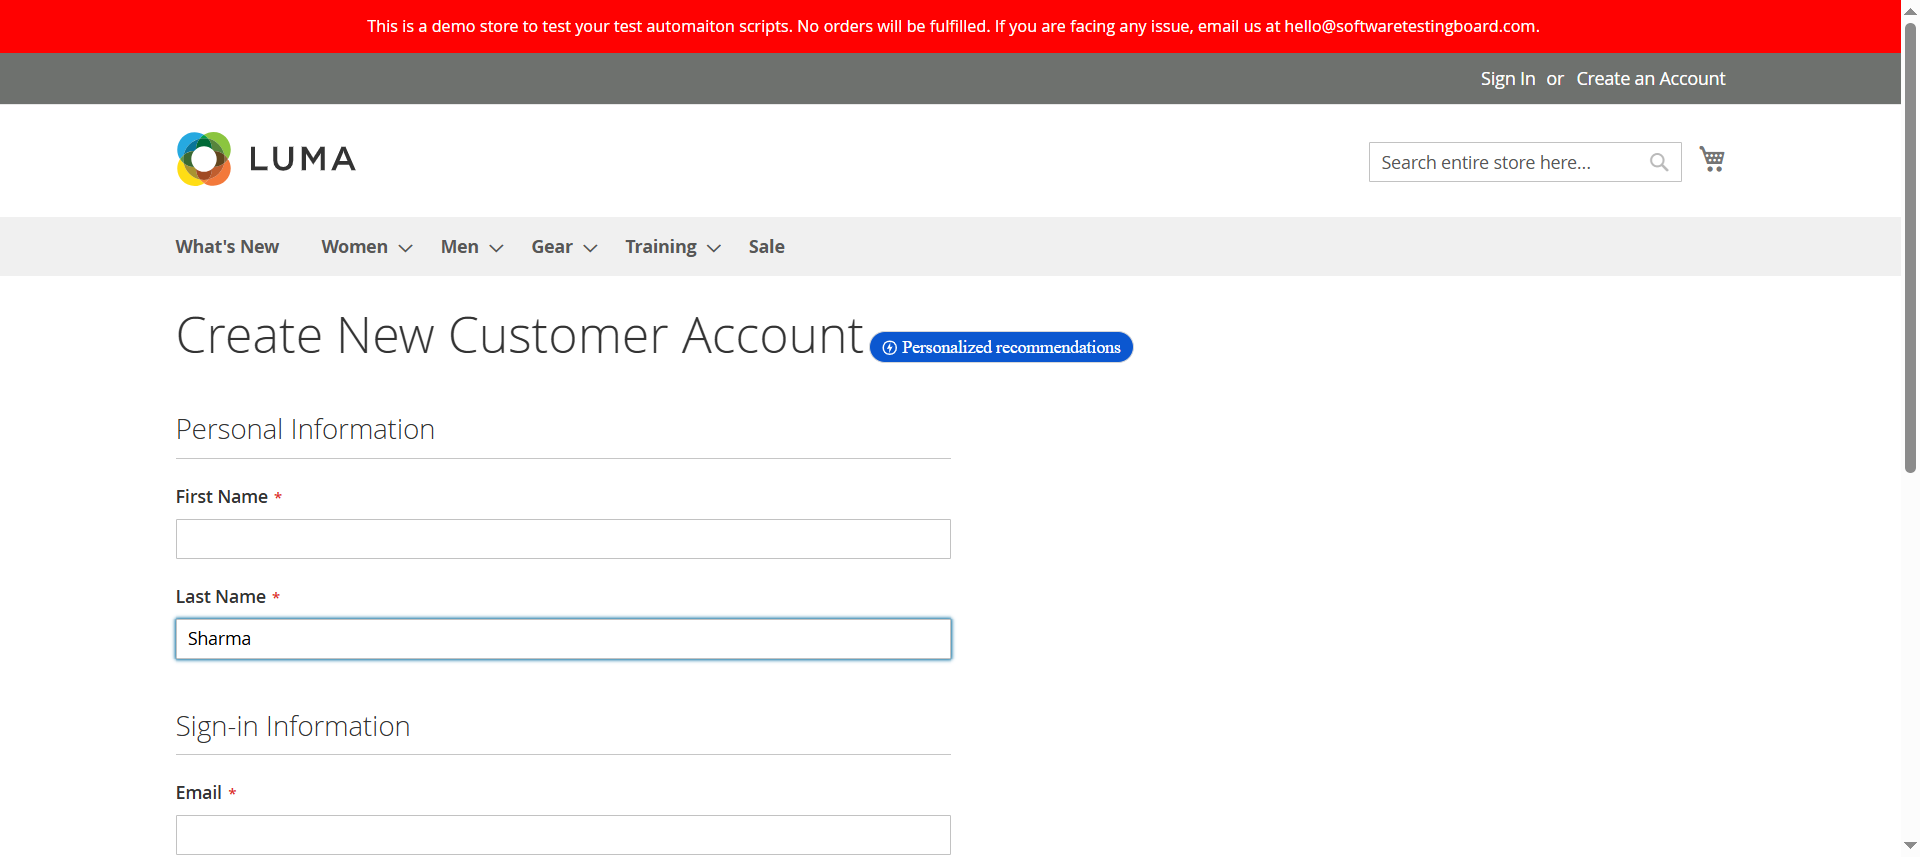 This is a demo store to test your test automaiton scripts. No orders will be fulfilled. If you are facing any issue, email us at hello@softwaretestingboard.com.
Sign In or Create an Account
LUMA
Search entire store here...
What's New Women Men Gear Training Sale
Create New Customer Account
Personalized recommendations
Personal Information
First Name *
Last Name *
Sharma
Sign-in Information
Email *